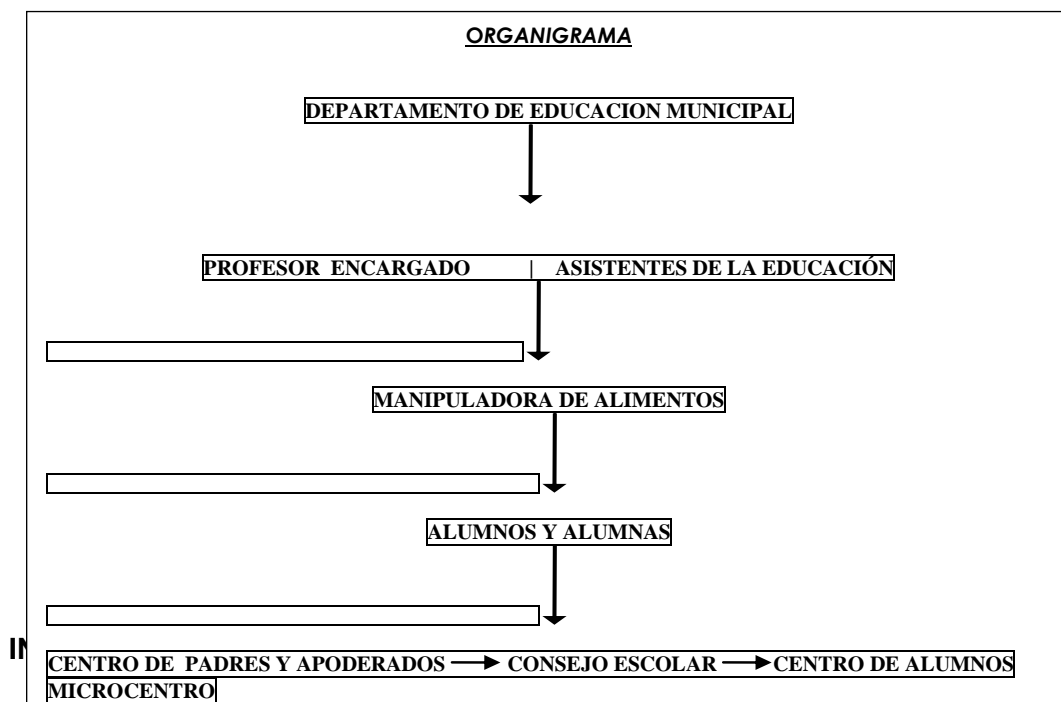 ORGANIGRAMA
DEPARTAMENTO DE EDUCACION MUNICIPAL
PROFESOR ENCARGADO | ASISTENTES DE LA EDUCACIÓN
MANIPULADORA DE ALIMENTOS
ALUMNOS Y ALUMNAS
CENTRO DE PADRES Y APODERADOS → CONSEJO ESCOLAR → CENTRO DE ALUMNOS
MICROCENTRO